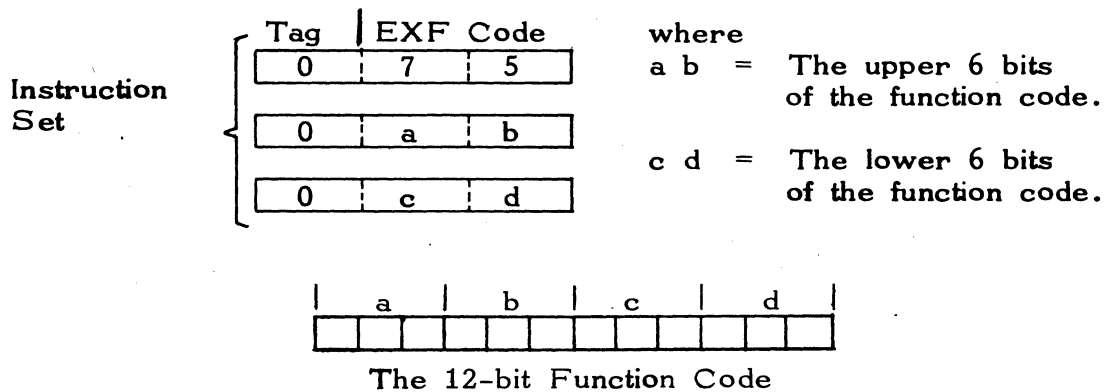 Tag EXF Code
0 7 5
Instruction
Set
0 a b
0 c d
where
a b = The upper 6 bits
of the function code.
c d = The lower 6 bits
of the function code.
a b c d
The 12-bit Function Code